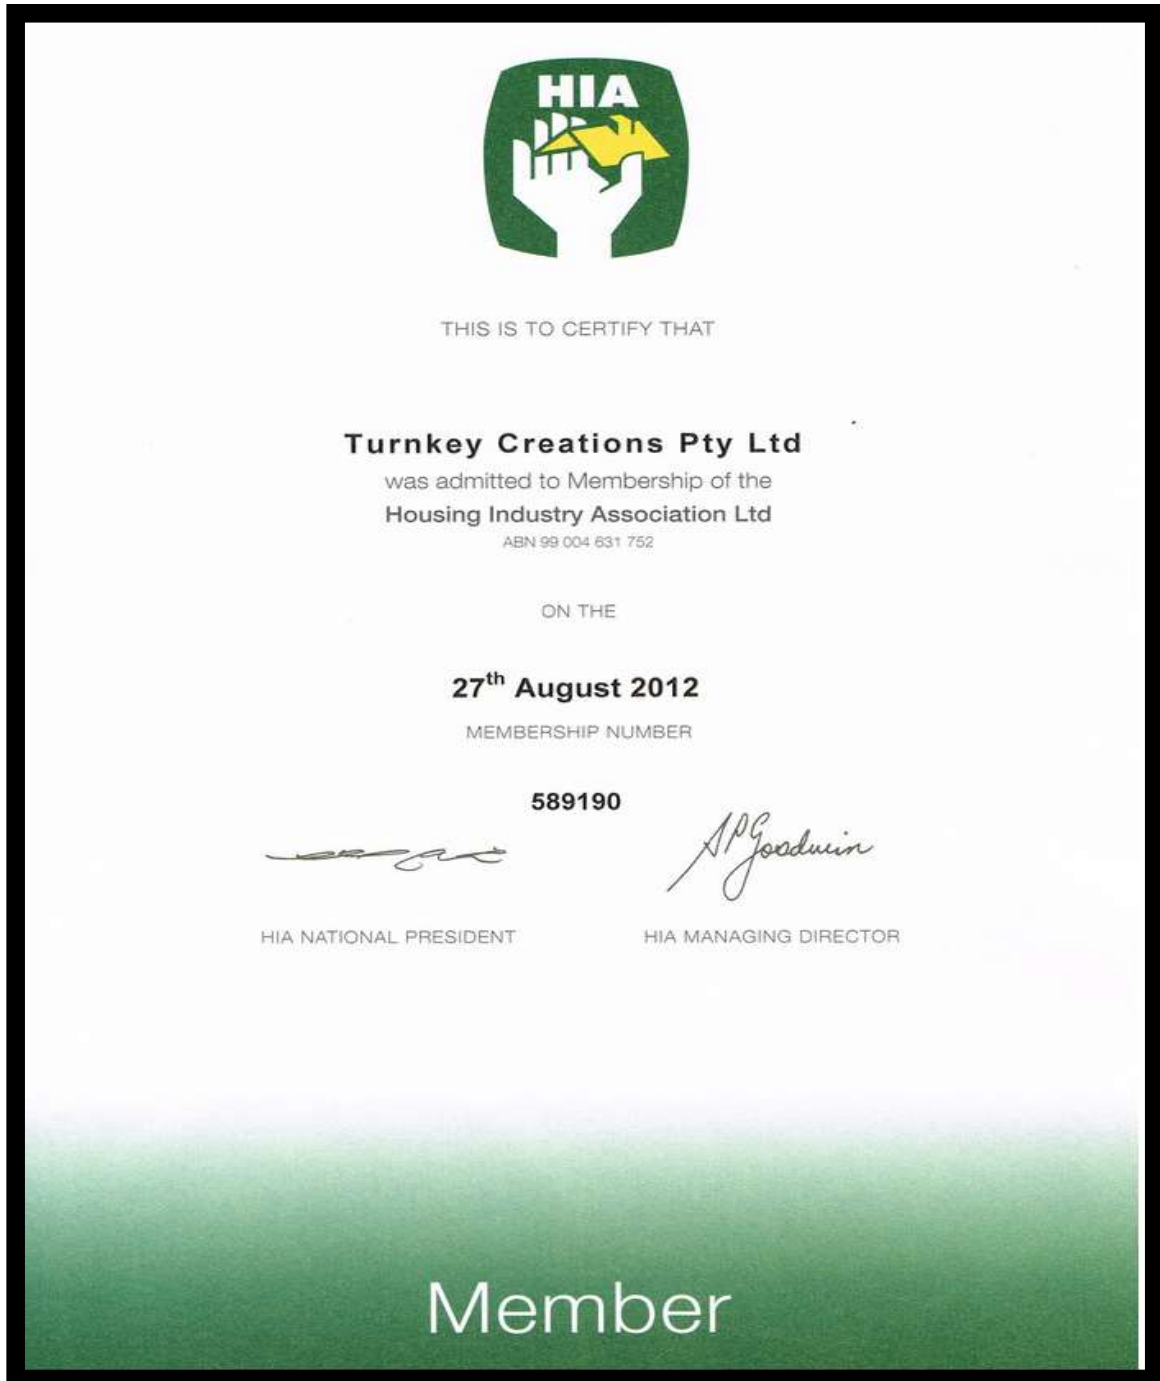 HIA
THIS IS TO CERTIFY THAT
Turnkey Creations Pty Ltd
was admitted to Membership of the
Housing Industry Association Ltd
ABN 99 004 631 752
ON THE
27th August 2012
MEMBERSHIP NUMBER
589190
SPGoodwin
HIA NATIONAL PRESIDENT
HIA MANAGING DIRECTOR
Member